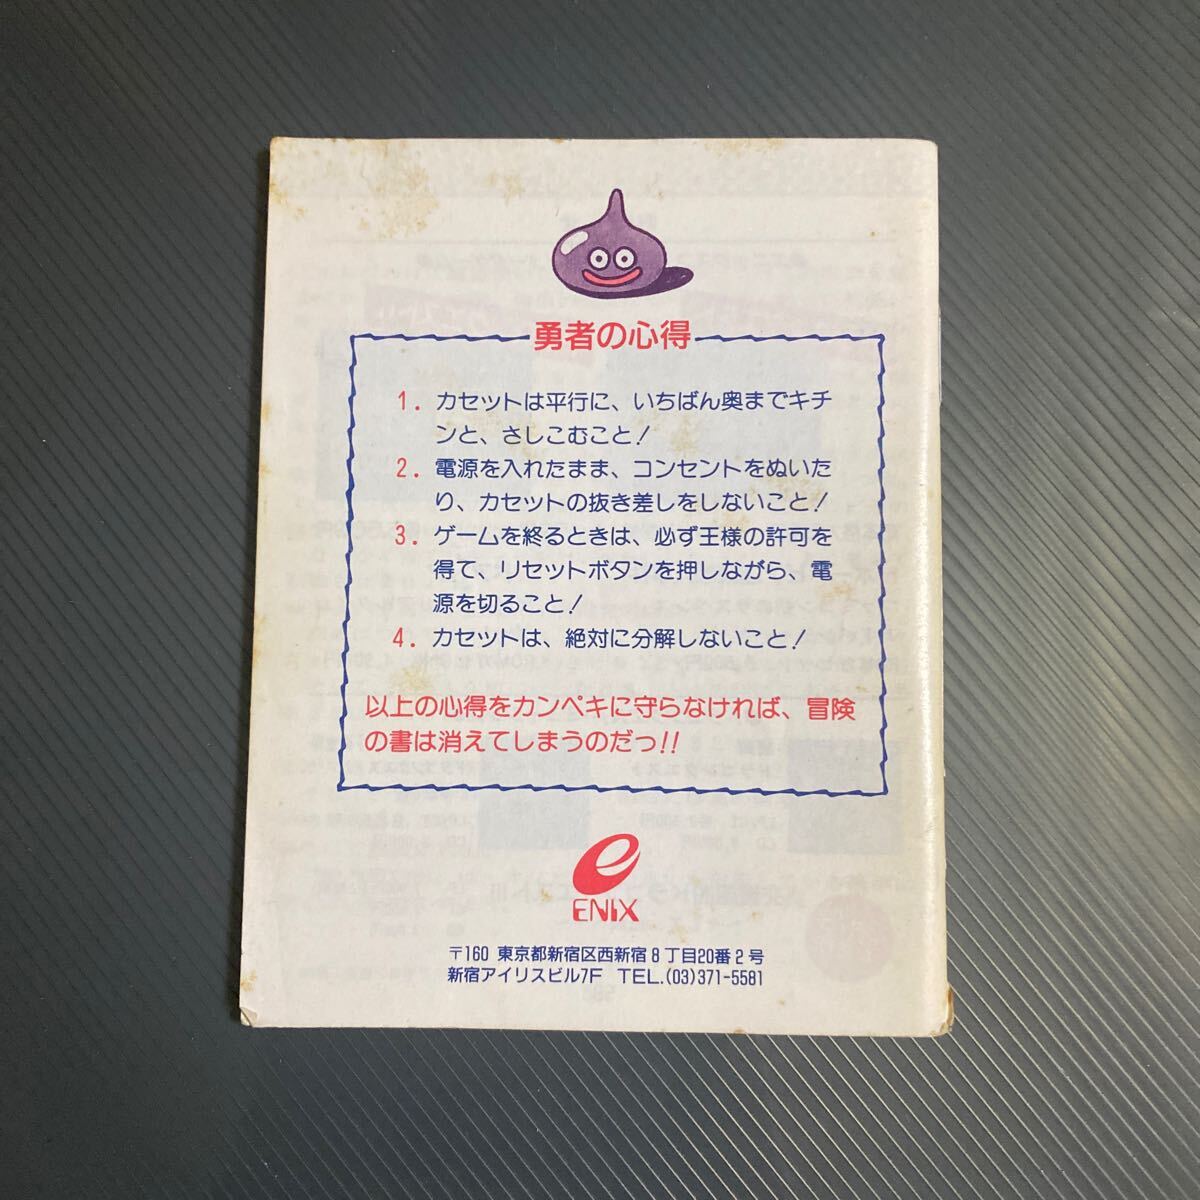 勇者の心得
1. カセットは平行に、いちばん奥までキチ
ンと、さしこむこと！
2. 電源を入れたまま、コンセントをぬいた
り、カセットの抜き差しをしないこと！
3. ゲームを終るときは、必ず王様の許可を
得て、リセットボタンを押しながら、電
源を切ること！
4. カセットは、絶対に分解しないこと！
以上の心得をカンペキに守らなければ、冒険
の書は消えてしまうのだっ!!
ENIX
〒160 東京都新宿区西新宿8丁目20番2号
新宿アイリスビル7F TEL.(03)371-5581